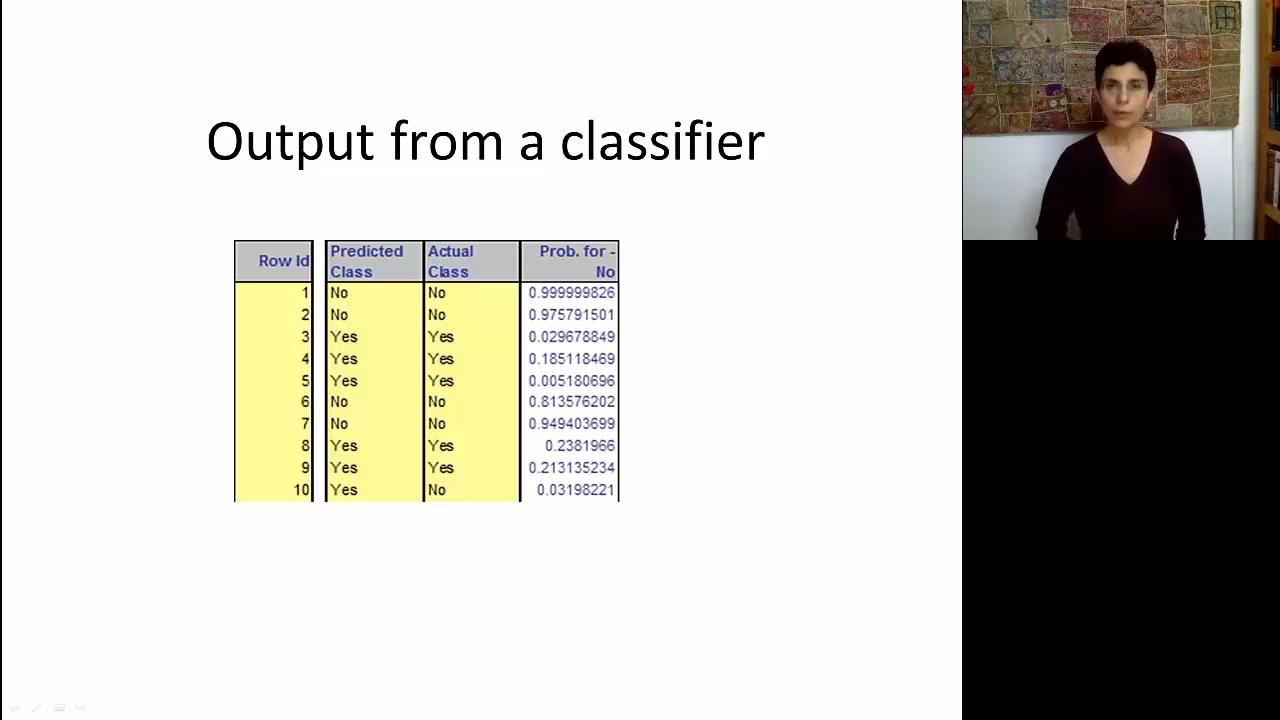 Output from a classifier
Row Id Predicted Class Actual Class Prob. for - No
1 No No 0.999999826
2 No No 0.975791501
3 Yes Yes 0.029678849
4 Yes Yes 0.185118469
5 Yes Yes 0.005180696
6 No No 0.813576202
7 No No 0.949403699
8 Yes Yes 0.2381966
9 Yes Yes 0.213135234
10 Yes No 0.03198221